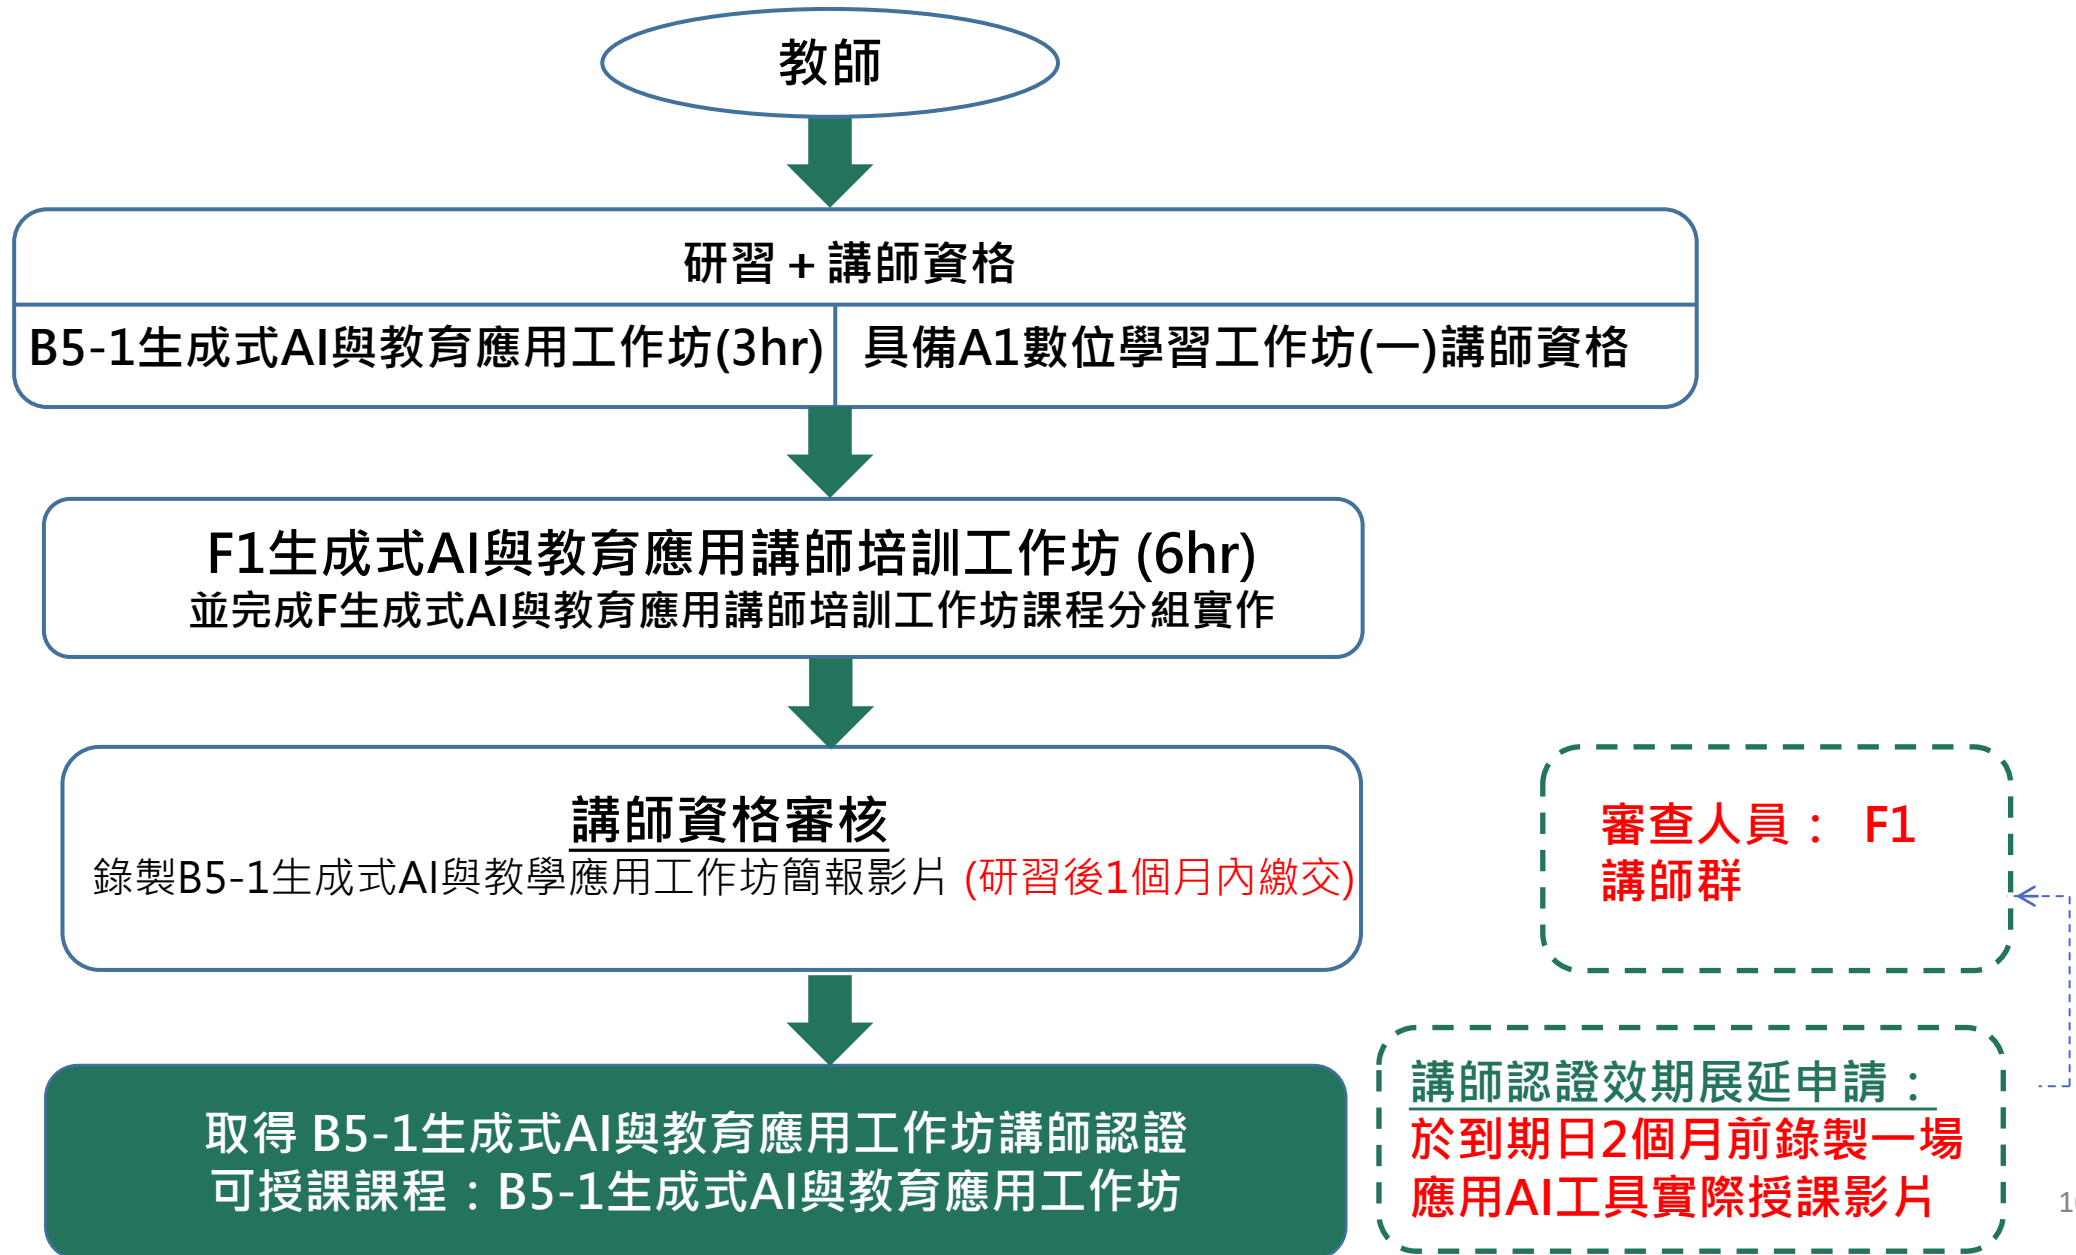 教師
研習+講師資格
B5-1生成式AI與教育應用工作坊(3hr)
具備A1數位學習工作坊(一)講師資格
F1生成式AI與教育應用講師培訓工作坊 (6hr)
並完成F生成式AI與教育應用講師培訓工作坊課程分組實作
講師資格審核
錄製B5-1生成式AI與教學應用工作坊簡報影片 (研習後1個月內繳交)
審查人員： F1
講師群
取得 B5-1生成式AI與教育應用工作坊講師認證
可授課課程：B5-1生成式AI與教育應用工作坊
講師認證效期展延申請：
於到期日2個月前錄製一場
應用AI工具實際授課影片